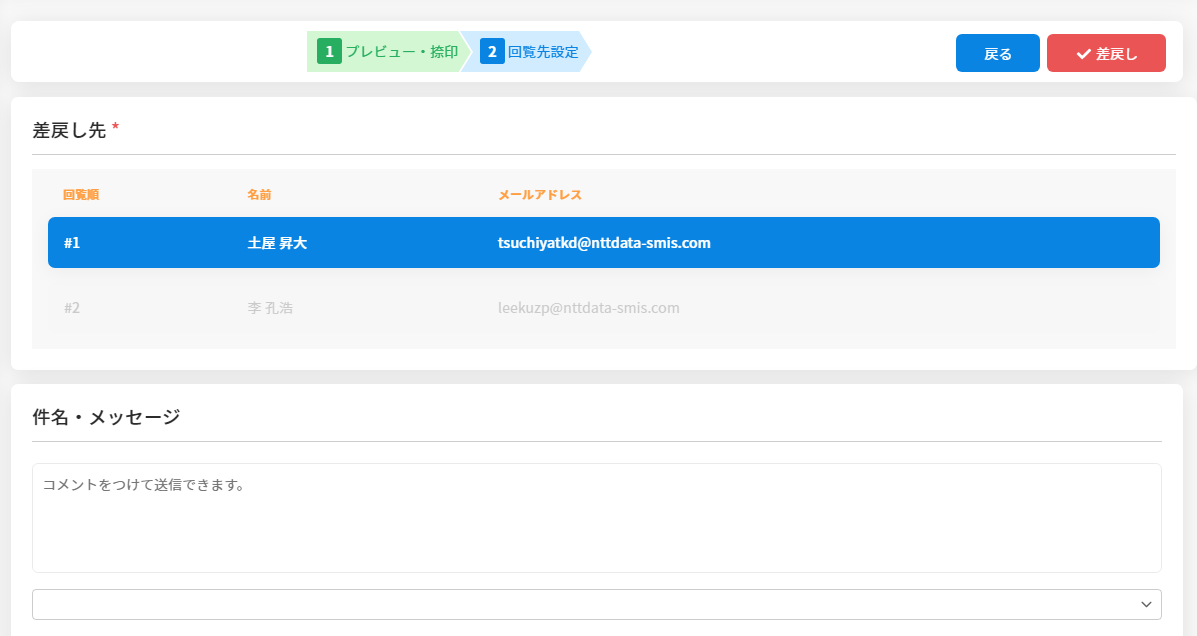 1 プレビュー・捺印 2 回覧先設定 戻る 差戻し
差戻し先 *
回覧順 名前 メールアドレス
#1 土屋 昇大 tsuchiyatkd@nttdata-smis.com
#2 李 孔浩 leekuzp@nttdata-smis.com
件名・メッセージ
コメントをつけて送信できます。